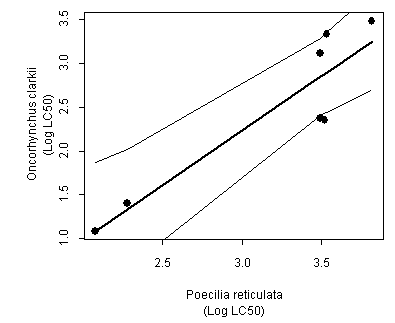 Oncorhynchus clarkii
(Log LC50)
3.5
3.0
2.5
2.0
1.5
1.0
2.5 3.0 3.5
Poecilia reticulata
(Log LC50)